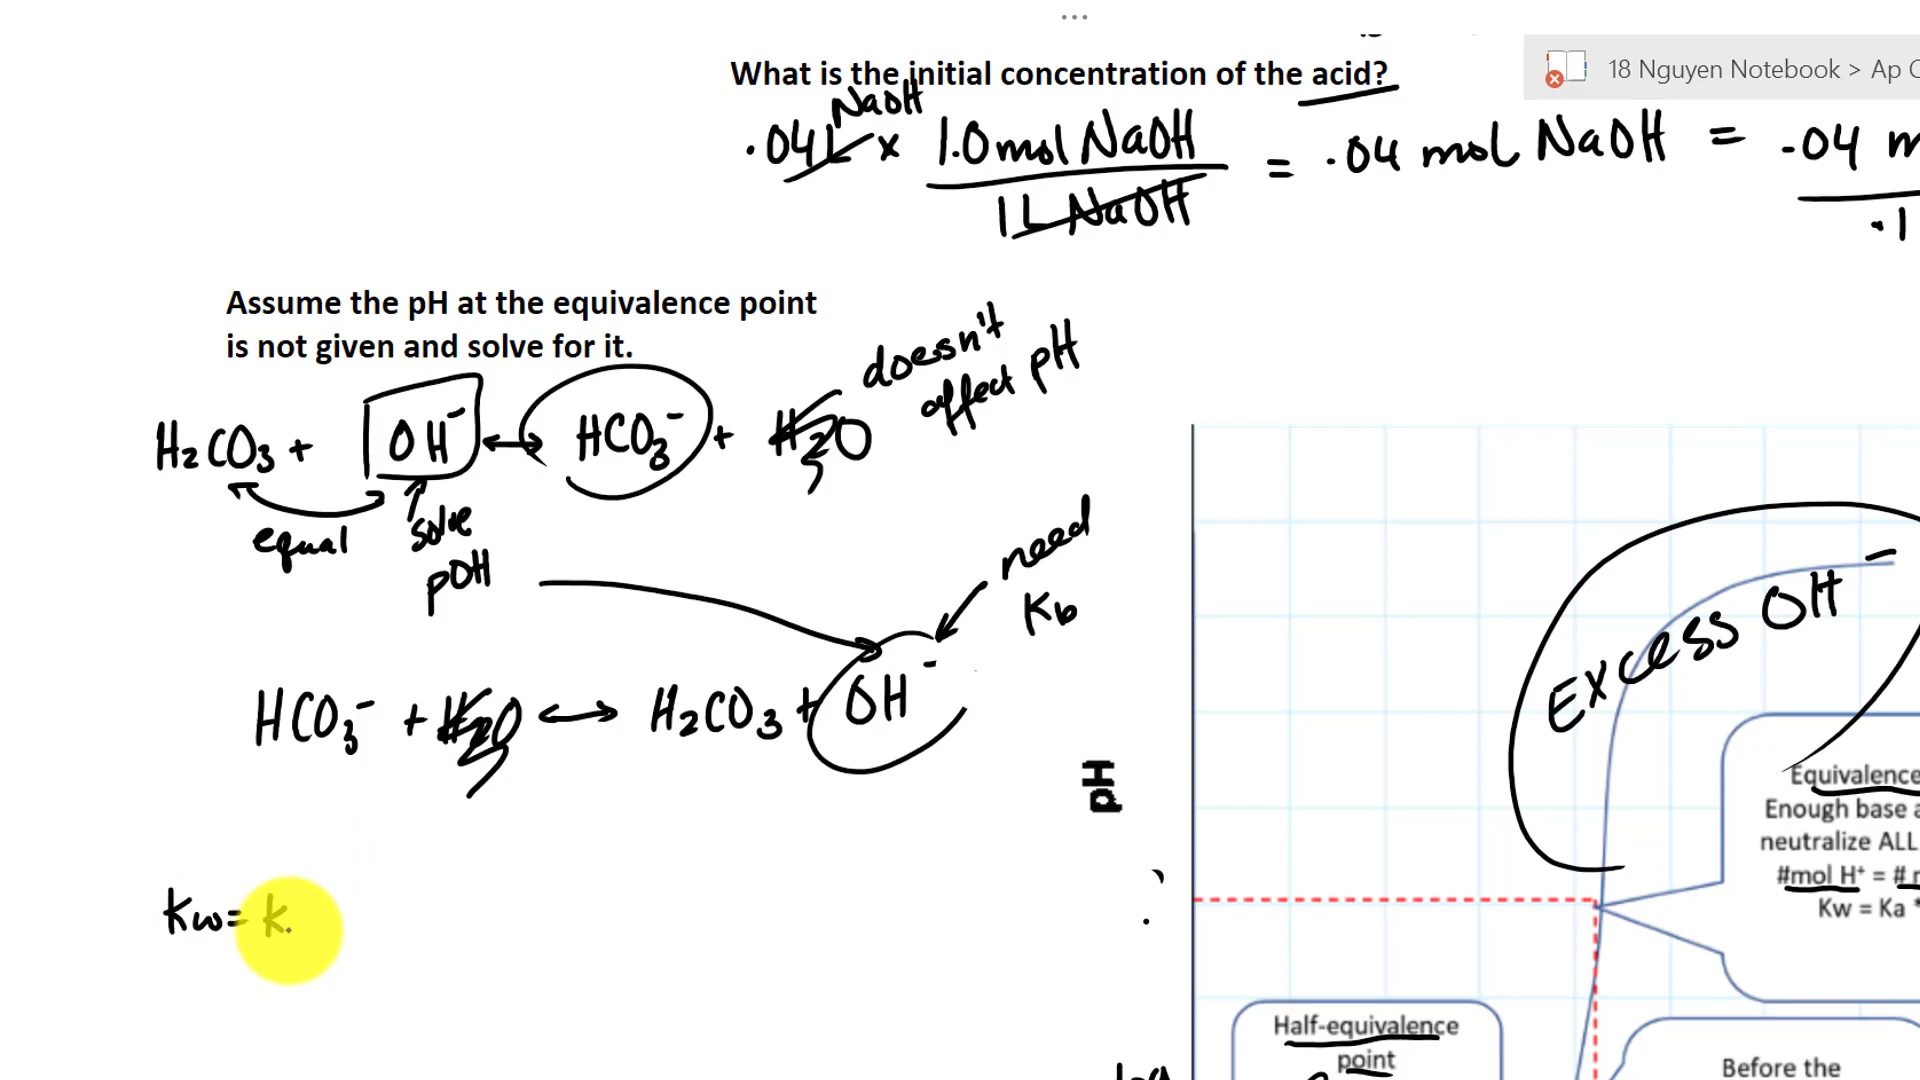 What is the initial concentration of the acid?
18 Nguyen Notebook > Ap C
NaOH
.04L x 1.0 mol NaOH = .04 mol NaOH = .04 m
1 L NaOH
.1
Assume the pH at the equivalence point
is not given and solve for it.
doesn't
affect pH
H₂CO₃ + OH⁻ ↔ HCO₃⁻ + H₂O
equal
solve
pOH
need
Kb
HCO₃⁻ + H₂O ↔ H₂CO₃ + OH⁻
Excess OH⁻
pH
Equivalence
Enough base a
neutralize ALL
#mol H⁺ = # r
Kw = Ka *
Kw = K
Half-equivalence
point
Before the